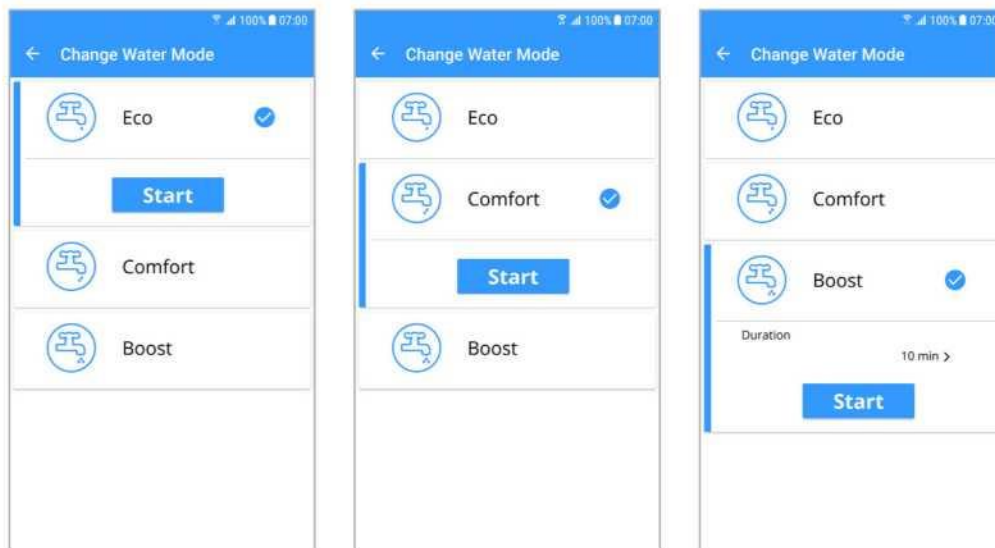 100% 07:00
Change Water Mode
Eco
Start
Comfort
Boost
100% 07:00
Change Water Mode
Eco
Comfort
Start
Boost
100% 07:00
Change Water Mode
Eco
Comfort
Boost
Duration
10 min >
Start